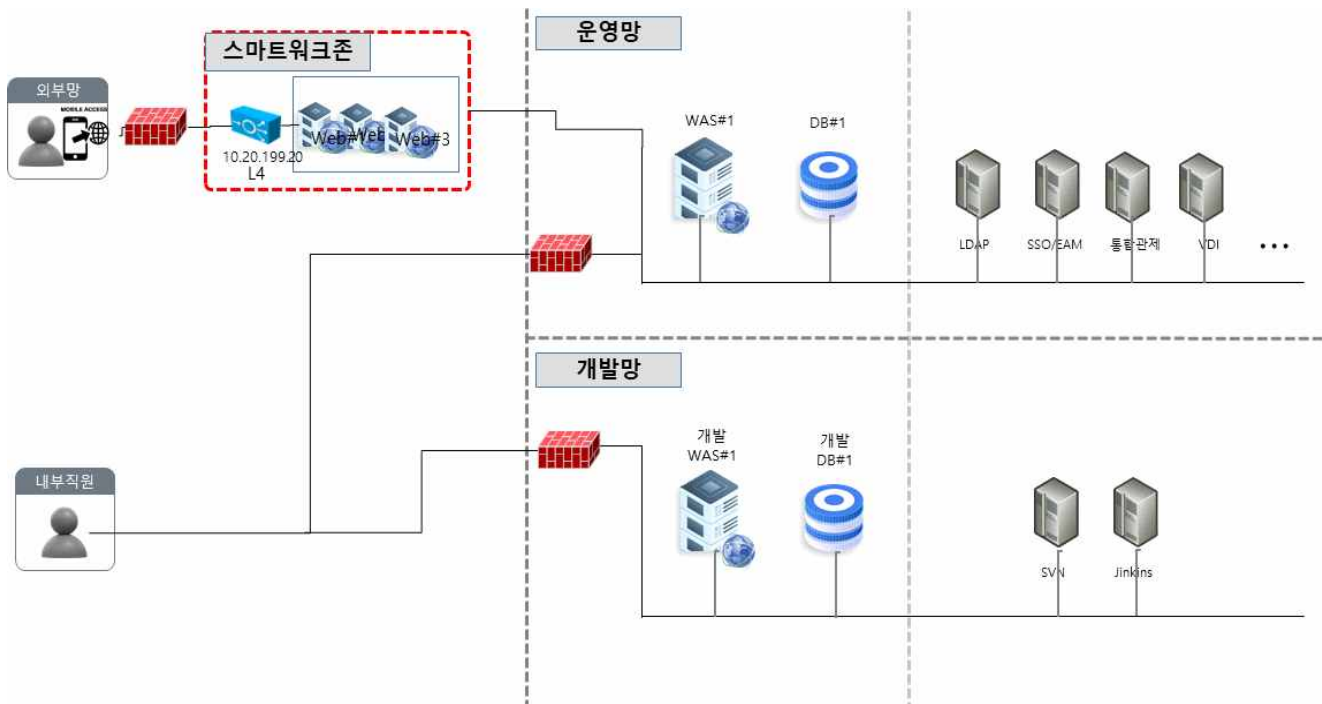 스마트워크존
운영망
외부망
MOBILE ACCESS
Web#1
Web
Web#3
10.20.199.20
L4
WAS#1
DB#1
LDAP
SSO/EAM
통합관제
VDI
...
개발망
개발
WAS#1
개발
DB#1
내부직원
SVN
Jinkins